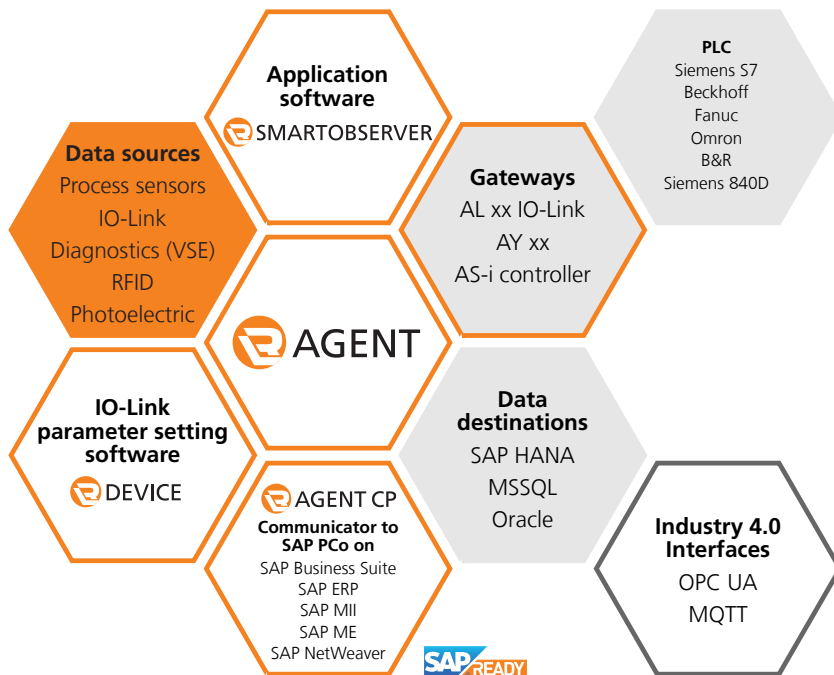 Application
software
SMARTOBSERVER
PLC
Siemens S7
Beckhoff
Fanuc
Omron
B&R
Siemens 840D
Data sources
Process sensors
IO-Link
Diagnostics (VSE)
RFID
Photoelectric
Gateways
AL xx IO-Link
AY xx
AS-i controller
AGENT
IO-Link
parameter setting
software
DEVICE
Data
destinations
SAP HANA
MSSQL
Oracle
AGENT CP
Communicator to
SAP PCo on
SAP Business Suite
SAP ERP
SAP MII
SAP ME
SAP NetWeaver
Industry 4.0
Interfaces
OPC UA
MQTT
SAP READY